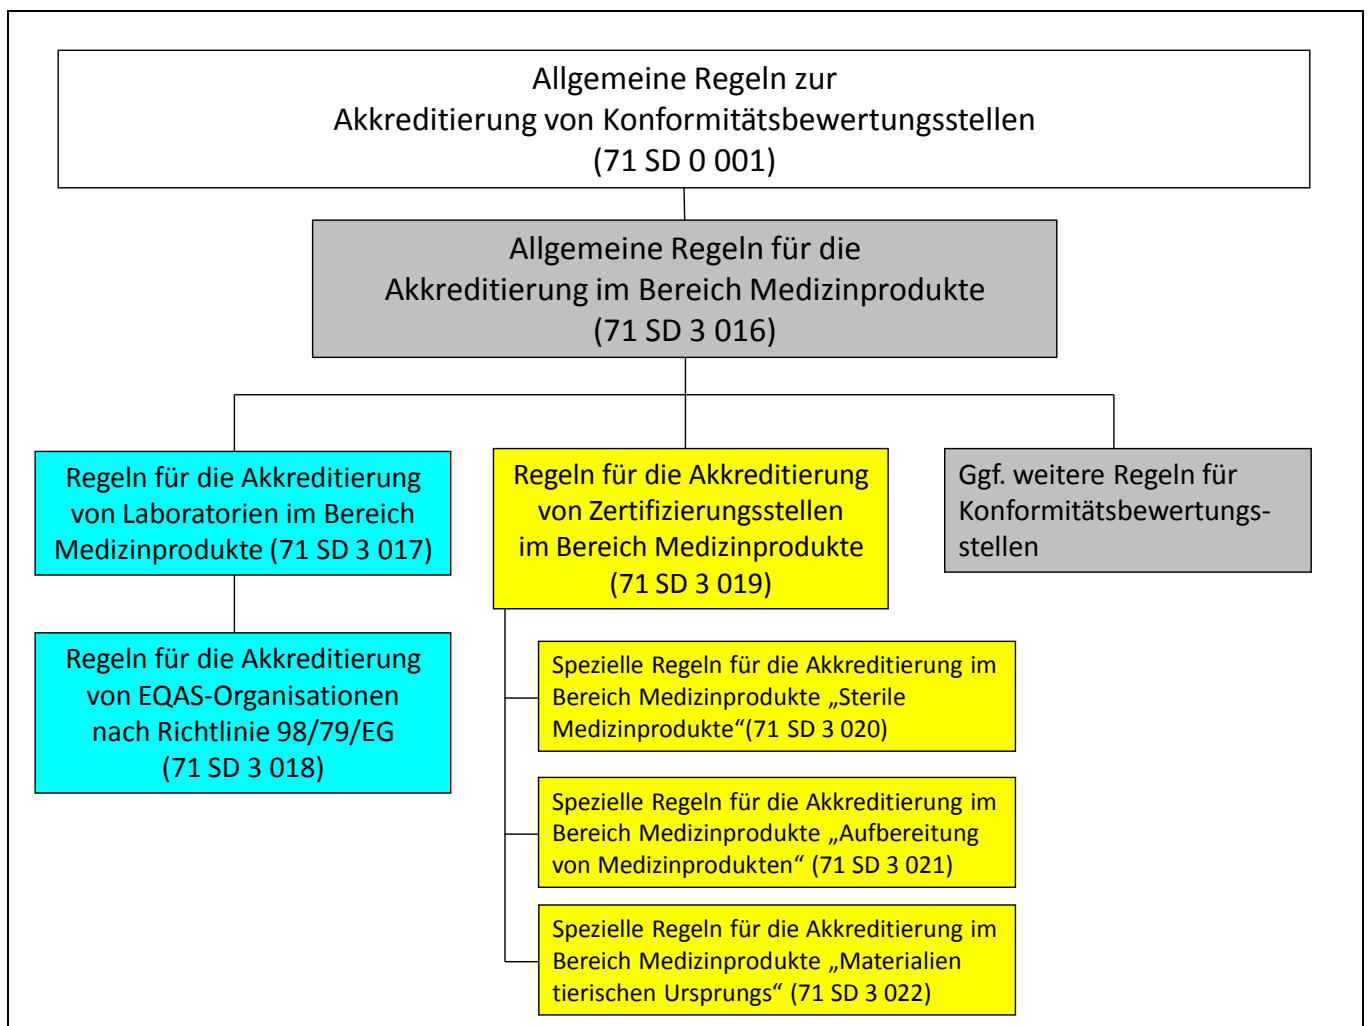 Allgemeine Regeln zur
Akkreditierung von Konformitätsbewertungsstellen
(71 SD 0 001)
Allgemeine Regeln für die
Akkreditierung im Bereich Medizinprodukte
(71 SD 3 016)
Regeln für die Akkreditierung
von Laboratorien im Bereich
Medizinprodukte (71 SD 3 017)
Regeln für die Akkreditierung
von EQAS-Organisationen
nach Richtlinie 98/79/EG
(71 SD 3 018)
Regeln für die Akkreditierung
von Zertifizierungsstellen
im Bereich Medizinprodukte
(71 SD 3 019)
Spezielle Regeln für die Akkreditierung im
Bereich Medizinprodukte „Sterile
Medizinprodukte“(71 SD 3 020)
Spezielle Regeln für die Akkreditierung im
Bereich Medizinprodukte „Aufbereitung
von Medizinprodukten“ (71 SD 3 021)
Spezielle Regeln für die Akkreditierung im
Bereich Medizinprodukte „Materialien
tierischen Ursprungs“ (71 SD 3 022)
Ggf. weitere Regeln für
Konformitätsbewertungs-
stellen